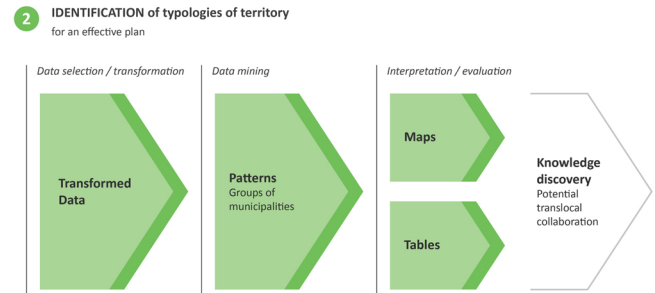 2
IDENTIFICATION of typologies of territory
for an effective plan
Data selection / transformation
Data mining
Interpretation / evaluation
Transformed
Data
Patterns
Groups of
municipalities
Maps
Tables
Knowledge
discovery
Potential
translocal
collaboration